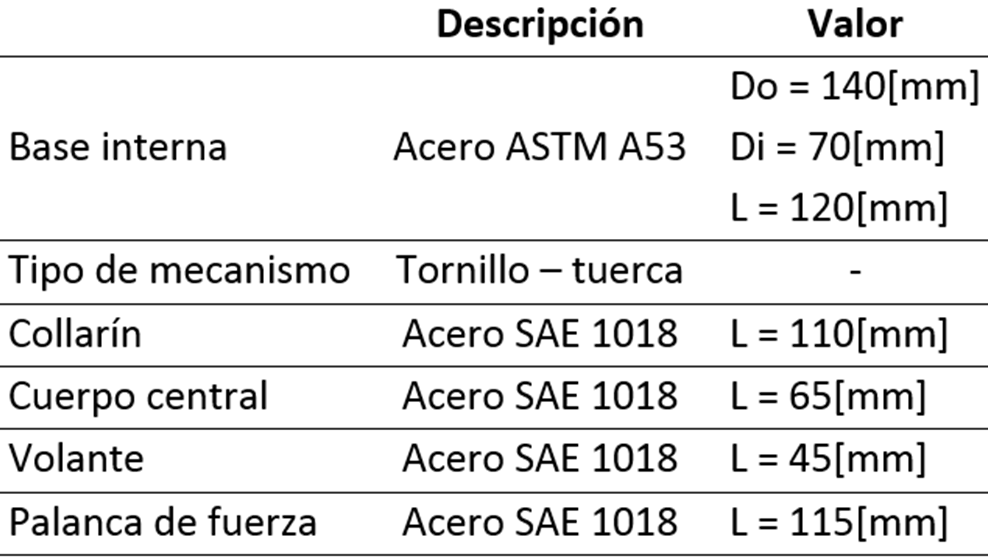 Descripción Valor
Do = 140[mm]
Base interna Acero ASTM A53 Di = 70[mm]
L = 120[mm]
Tipo de mecanismo Tornillo – tuerca -
Collarín Acero SAE 1018 L = 110[mm]
Cuerpo central Acero SAE 1018 L = 65[mm]
Volante Acero SAE 1018 L = 45[mm]
Palanca de fuerza Acero SAE 1018 L = 115[mm]